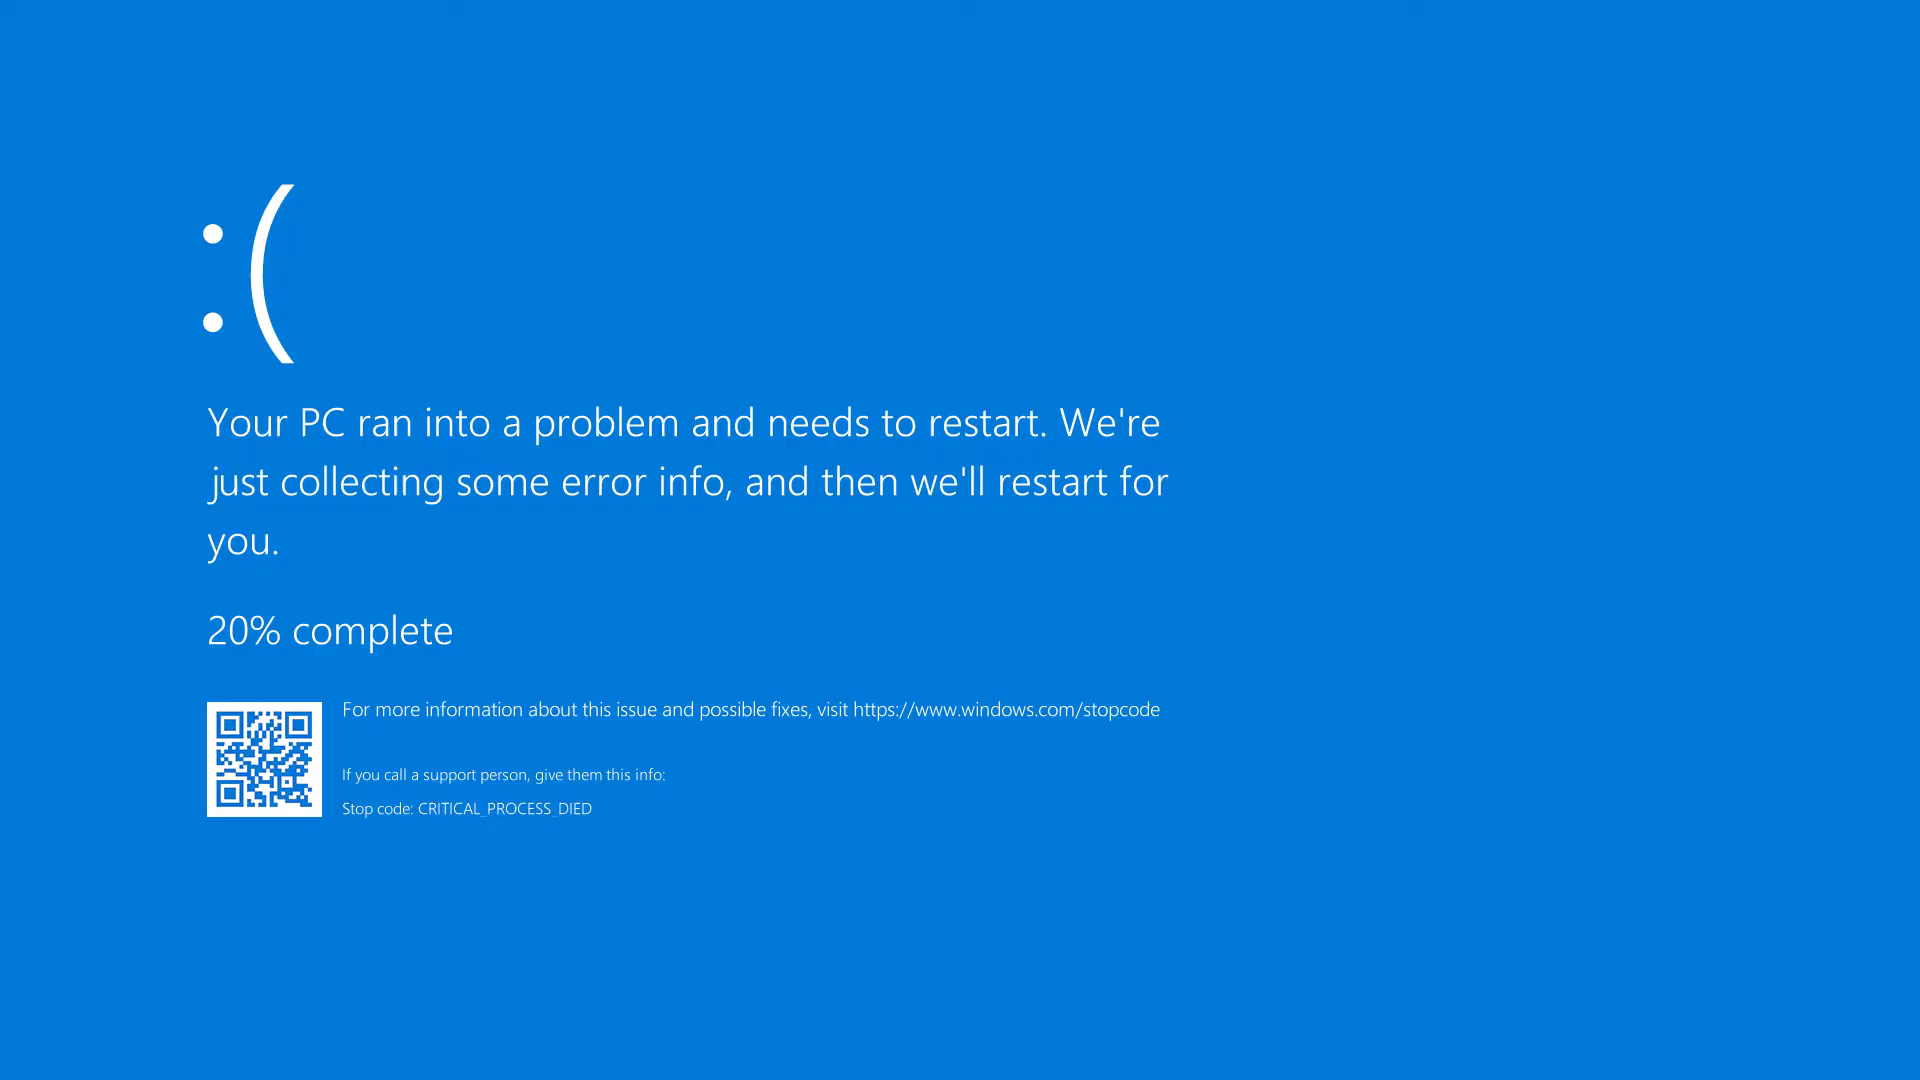 :(
Your PC ran into a problem and needs to restart. We're
just collecting some error info, and then we'll restart for
you.
20% complete
For more information about this issue and possible fixes, visit https://www.windows.com/stopcode
If you call a support person, give them this info:
Stop code: CRITICAL_PROCESS_DIED